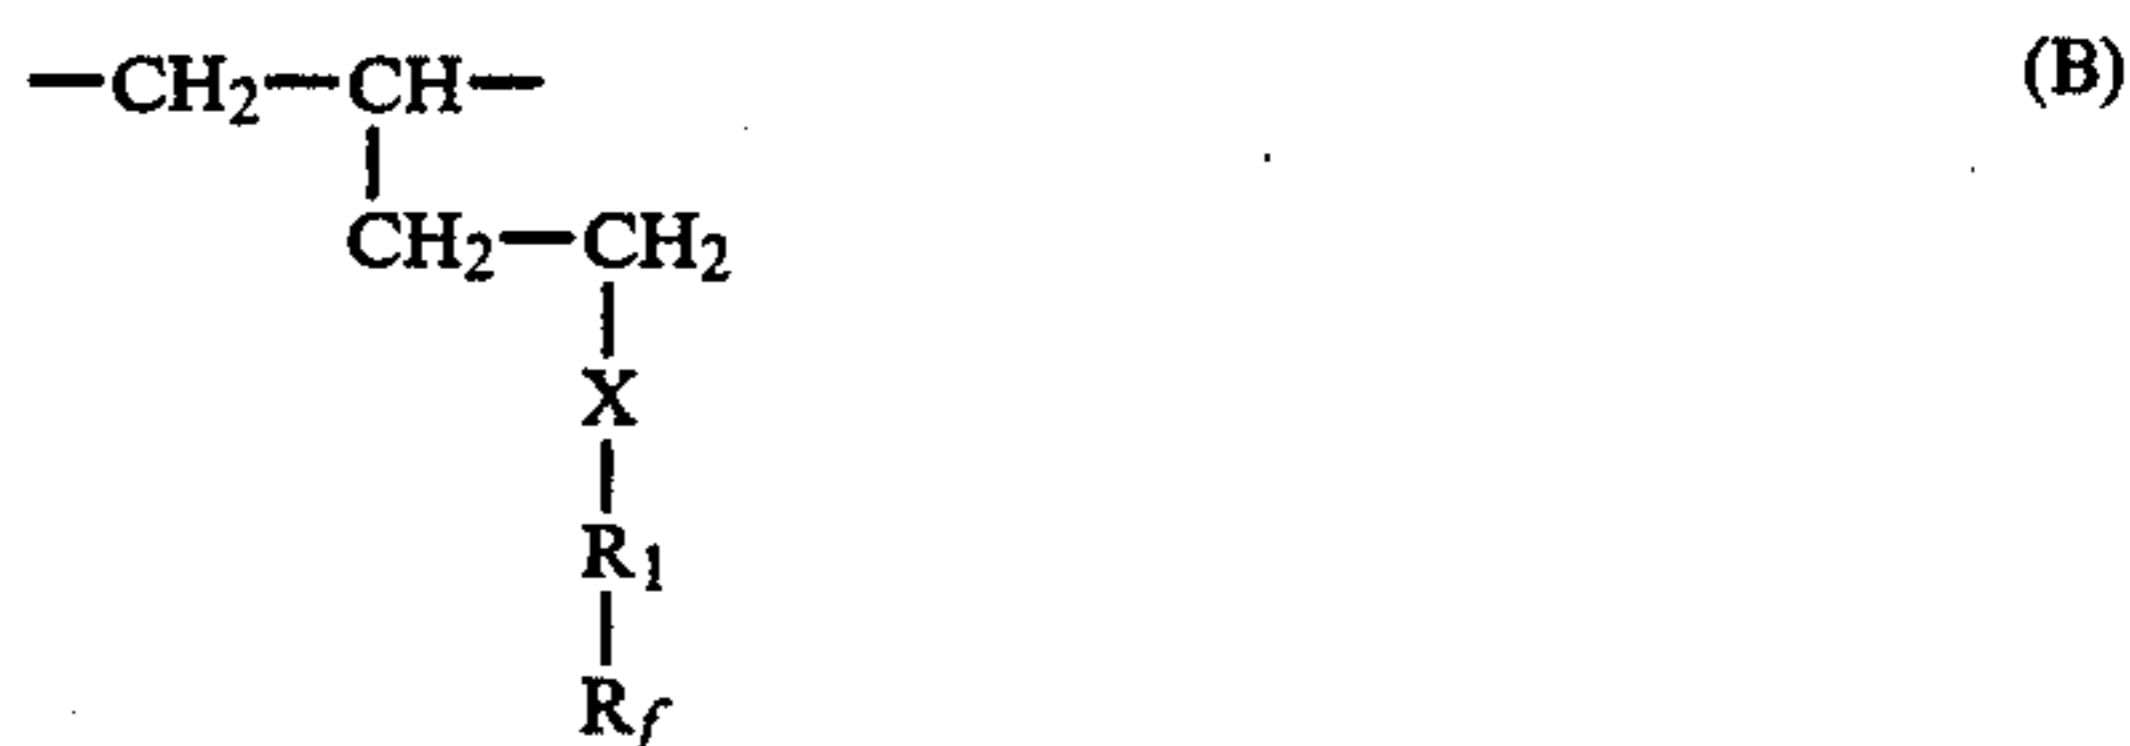 —CH2—CH— (B)
CH2—CH2
X
R1
Rf